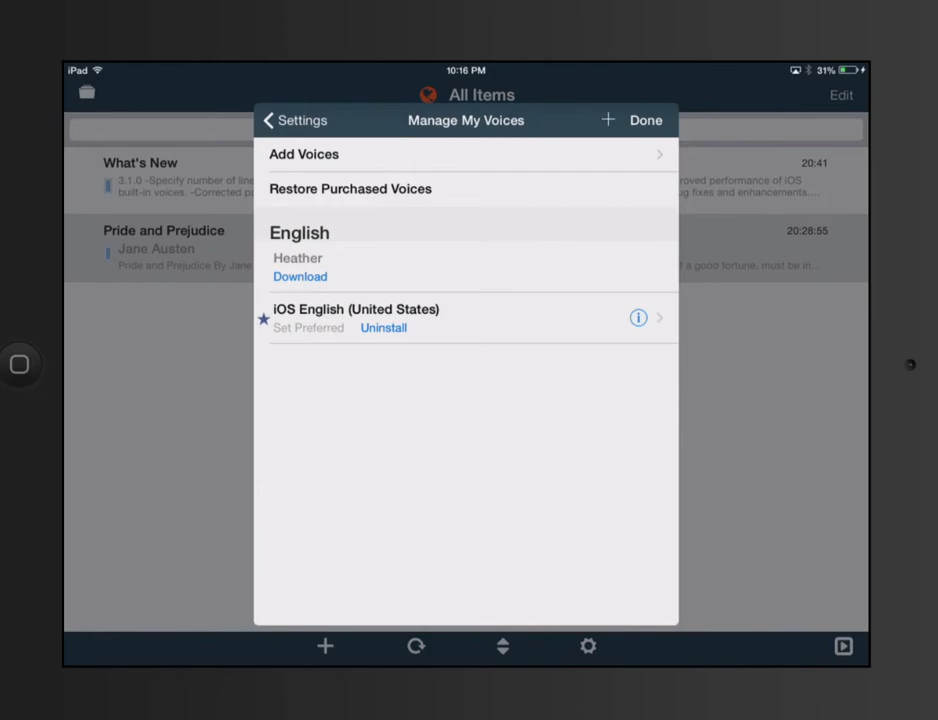 iPad 10:16 PM 31%
All Items Edit
Settings Manage My Voices Done
Add Voices
Restore Purchased Voices
English
Heather
Download
iOS English (United States)
Set Preferred Uninstall
What's New 20:41
3.1.0 -Specify number of line roved performance of iOS
built-in voices. -Corrected p ug fixes and enhancements....
Pride and Prejudice 20:28:55
Jane Austen
Pride and Prejudice By Jane f a good fortune, must be in...